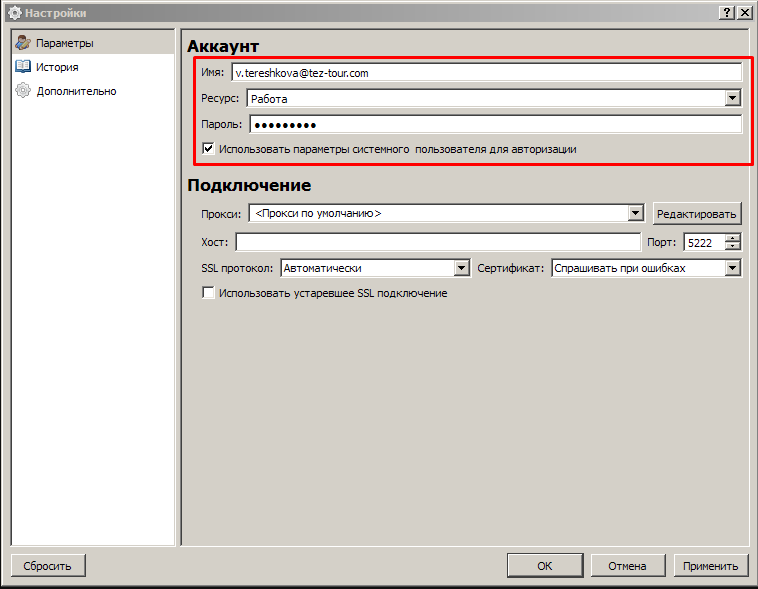 Настройки
Параметры
История
Дополнительно
Аккаунт
Имя: v.tereshkova@tez-tour.com
Ресурс: Работа
Пароль: ●●●●●●●●●
Использовать параметры системного пользователя для авторизации
Подключение
Прокси: <Прокси по умолчанию> Редактировать
Хост: Порт: 5222
SSL протокол: Автоматически Сертификат: Спрашивать при ошибках
Использовать устаревшее SSL подключение
Сбросить OK Отмена Применить